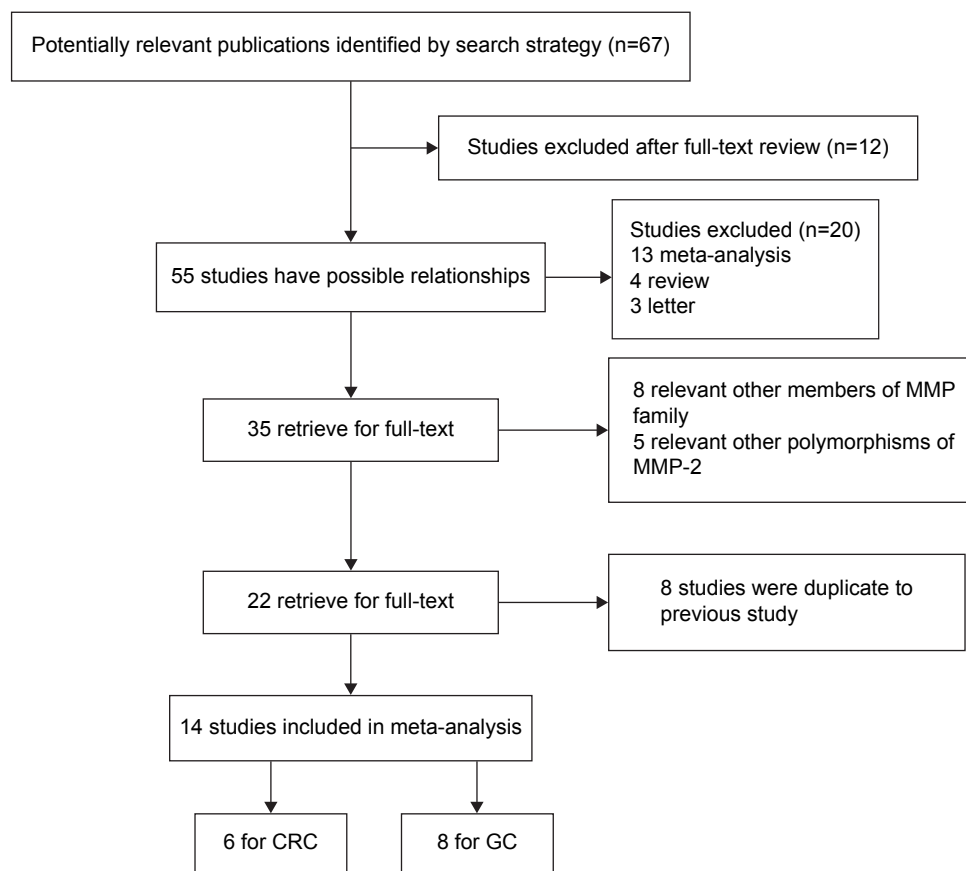 Potentially relevant publications identified by search strategy (n=67)
Studies excluded after full-text review (n=12)
55 studies have possible relationships
Studies excluded (n=20)
13 meta-analysis
4 review
3 letter
35 retrieve for full-text
8 relevant other members of MMP
family
5 relevant other polymorphisms of
MMP-2
22 retrieve for full-text
8 studies were duplicate to
previous study
14 studies included in meta-analysis
6 for CRC
8 for GC